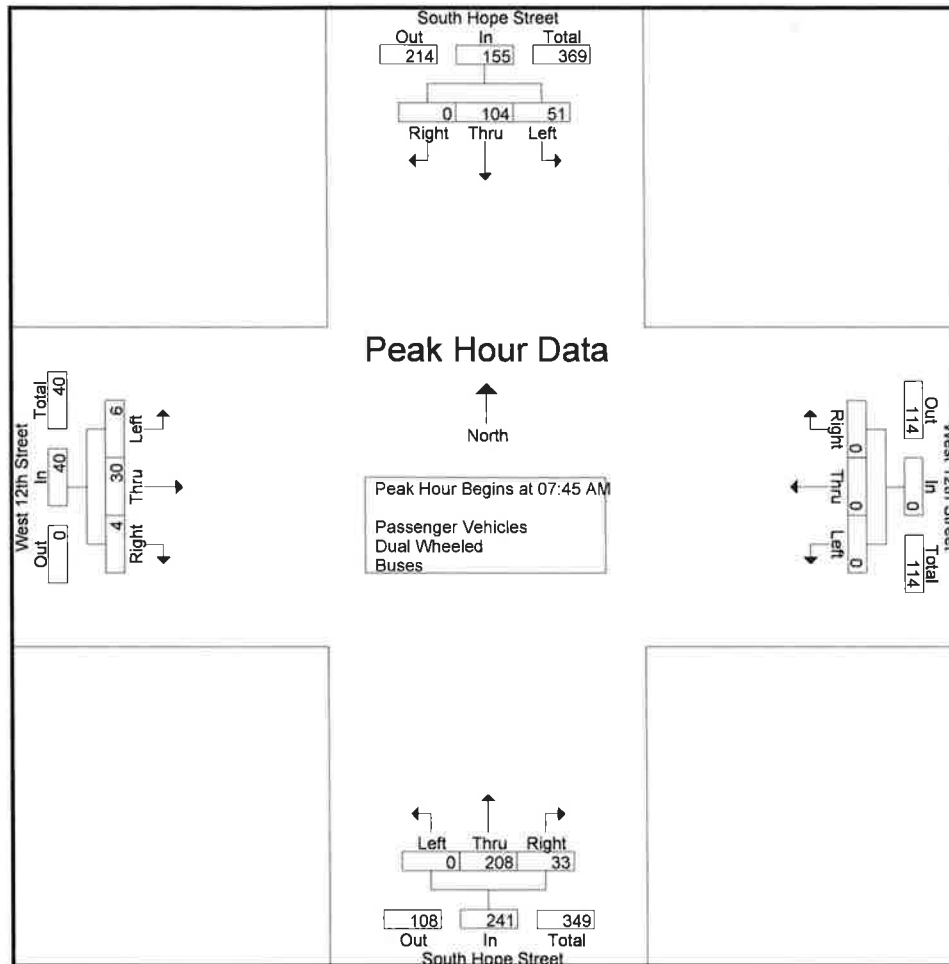 South Hope Street
Out In Total
214 155 369
0 104 51
Right Thru Left
Peak Hour Data
North
Peak Hour Begins at 07:45 AM
Passenger Vehicles
Dual Wheeled
Buses
West 12th Street
Out In Total
0 40 40
4 30 6
Right Thru Left
West 12th Street
Out In Total
114 0 114
0 0 0
Right Thru Left
Left Thru Right
0 208 33
108 241 349
Out In Total
South Hope Street